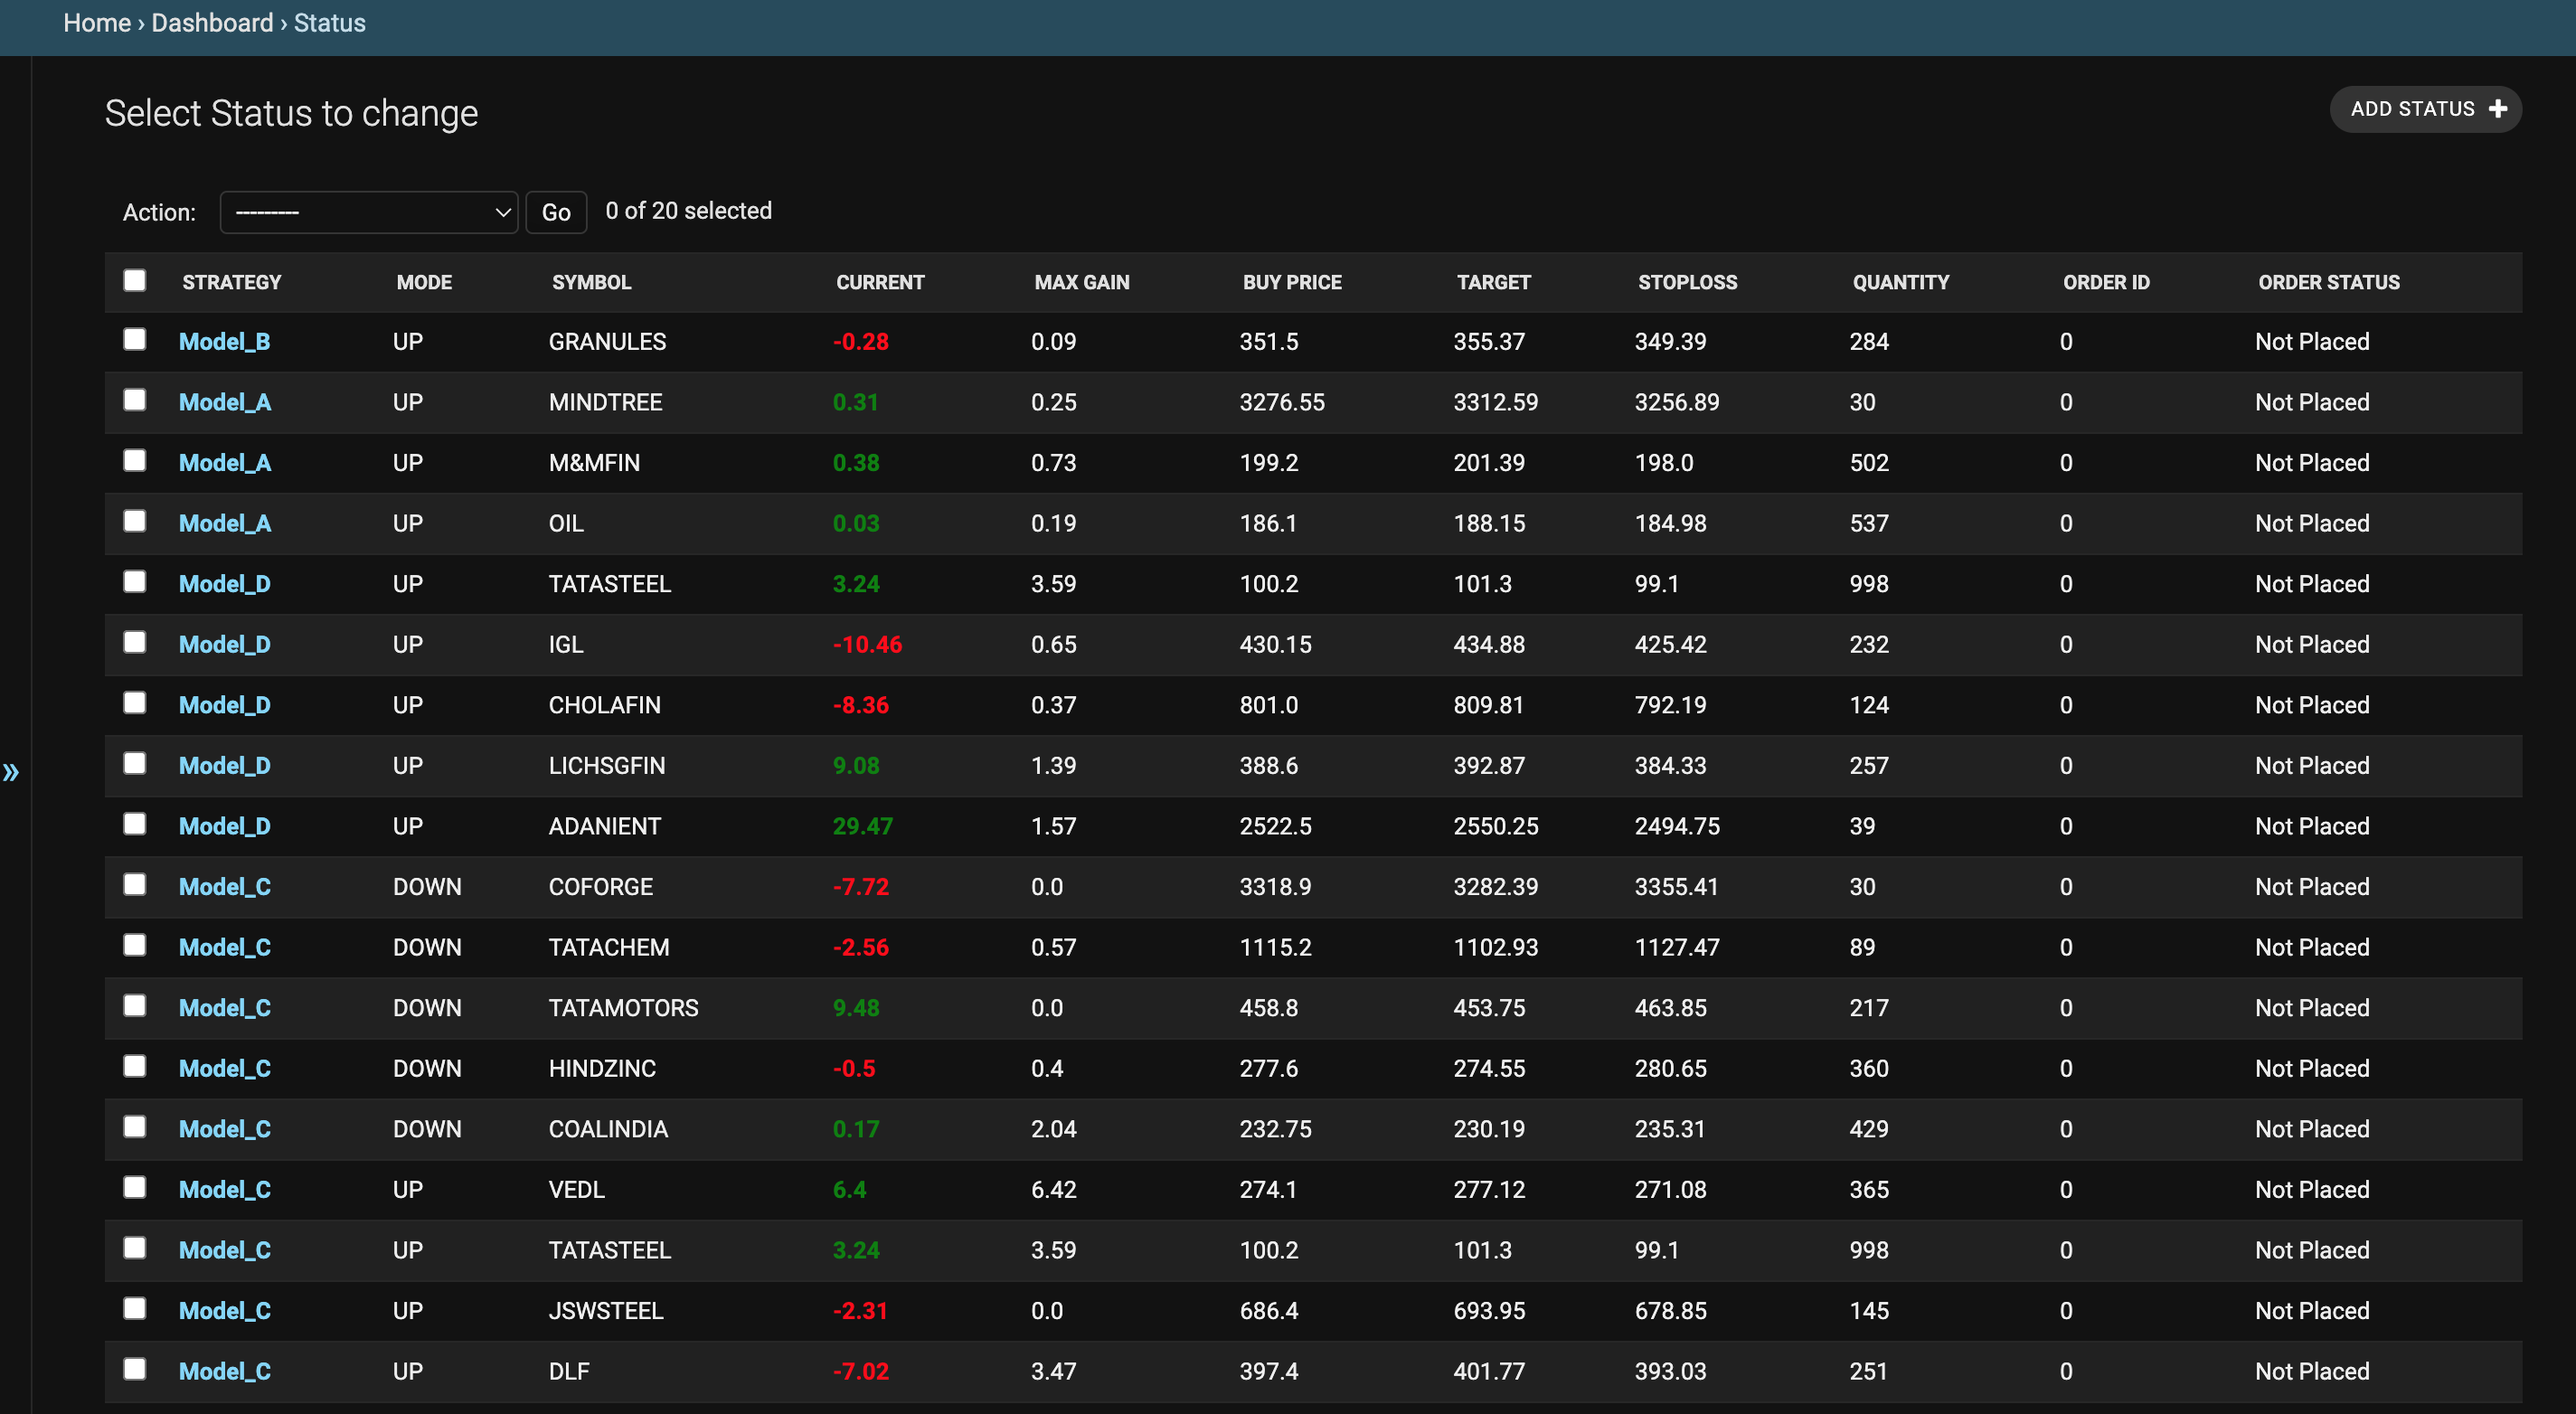 Home › Dashboard › Status
Select Status to change
ADD STATUS +
Action: --------- Go 0 of 20 selected
STRATEGY MODE SYMBOL CURRENT MAX GAIN BUY PRICE TARGET STOPLOSS QUANTITY ORDER ID ORDER STATUS
Model_B UP GRANULES -0.28 0.09 351.5 355.37 349.39 284 0 Not Placed
Model_A UP MINDTREE 0.31 0.25 3276.55 3312.59 3256.89 30 0 Not Placed
Model_A UP M&MFIN 0.38 0.73 199.2 201.39 198.0 502 0 Not Placed
Model_A UP OIL 0.03 0.19 186.1 188.15 184.98 537 0 Not Placed
Model_D UP TATASTEEL 3.24 3.59 100.2 101.3 99.1 998 0 Not Placed
Model_D UP IGL -10.46 0.65 430.15 434.88 425.42 232 0 Not Placed
Model_D UP CHOLAFIN -8.36 0.37 801.0 809.81 792.19 124 0 Not Placed
»
Model_D UP LICHSGFIN 9.08 1.39 388.6 392.87 384.33 257 0 Not Placed
Model_D UP ADANIENT 29.47 1.57 2522.5 2550.25 2494.75 39 0 Not Placed
Model_C DOWN COFORGE -7.72 0.0 3318.9 3282.39 3355.41 30 0 Not Placed
Model_C DOWN TATACHEM -2.56 0.57 1115.2 1102.93 1127.47 89 0 Not Placed
Model_C DOWN TATAMOTORS 9.48 0.0 458.8 453.75 463.85 217 0 Not Placed
Model_C DOWN HINDZINC -0.5 0.4 277.6 274.55 280.65 360 0 Not Placed
Model_C DOWN COALINDIA 0.17 2.04 232.75 230.19 235.31 429 0 Not Placed
Model_C UP VEDL 6.4 6.42 274.1 277.12 271.08 365 0 Not Placed
Model_C UP TATASTEEL 3.24 3.59 100.2 101.3 99.1 998 0 Not Placed
Model_C UP JSWSTEEL -2.31 0.0 686.4 693.95 678.85 145 0 Not Placed
Model_C UP DLF -7.02 3.47 397.4 401.77 393.03 251 0 Not Placed